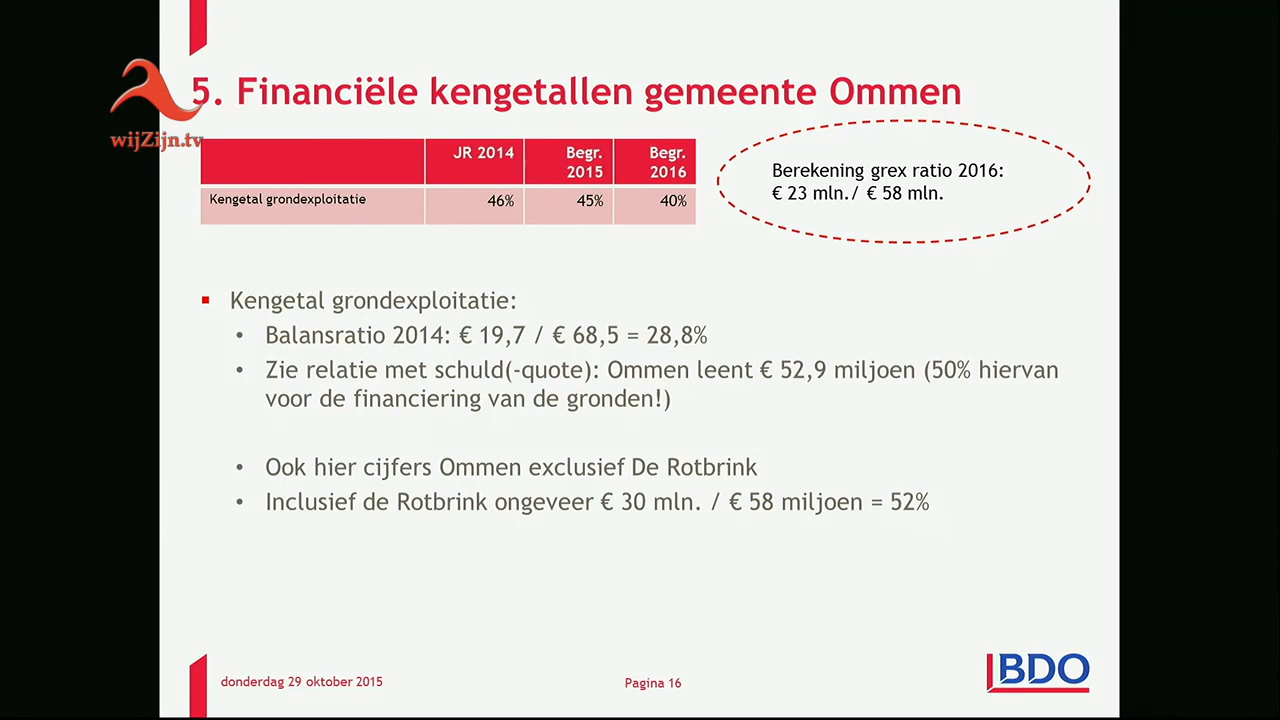 5. Financiële kengetallen gemeente Ommen
wijZijn.tv
JR 2014
Begr.
2015
Begr.
2016
Kengetal grondexploitatie
46%
45%
40%
Berekening grex ratio 2016:
€ 23 mln./ € 58 mln.
▪ Kengetal grondexploitatie:
• Balansratio 2014: € 19,7 / € 68,5 = 28,8%
• Zie relatie met schuld(-quote): Ommen leent € 52,9 miljoen (50% hiervan
voor de financiering van de gronden!)
• Ook hier cijfers Ommen exclusief De Rotbrink
• Inclusief de Rotbrink ongeveer € 30 mln. / € 58 miljoen = 52%
donderdag 29 oktober 2015
Pagina 16
BDO